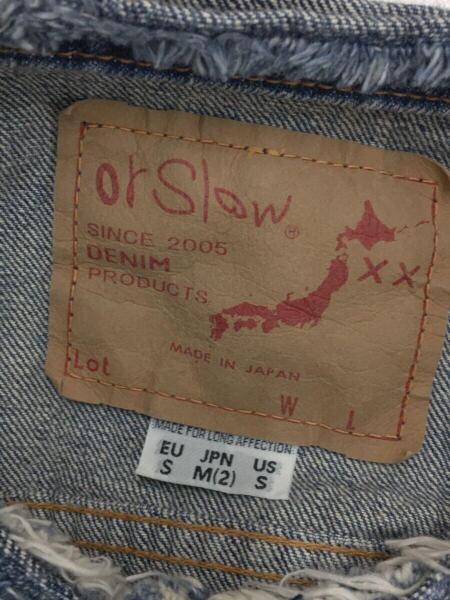 orSlow®
SINCE 2005
DENIM
PRODUCTS
XX
MADE IN JAPAN
Lot
W L
MADE FOR LONG AFFECTION
EU JPN US
S M(2) S